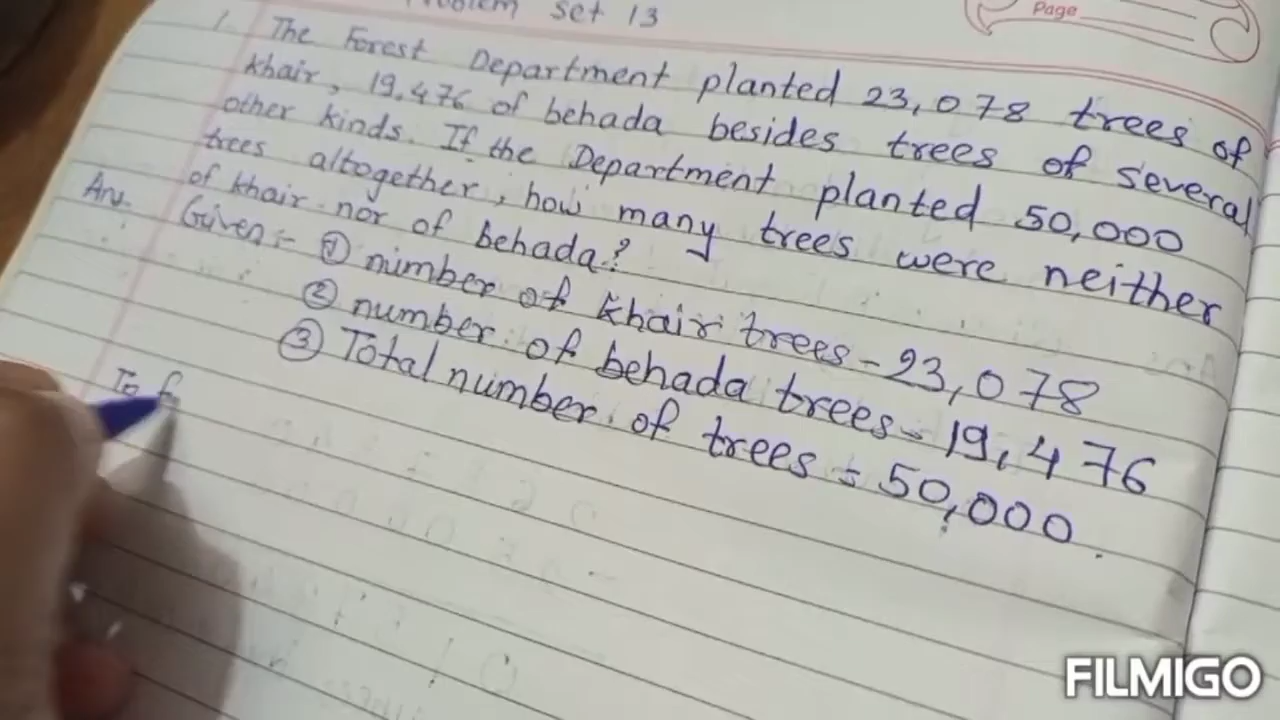 Problem Set 13
Page
1. The Forest Department planted 23,078 trees of
khair, 19,476 of behada besides trees of several
other kinds. If the Department planted 50,000
trees altogether, how many trees were neither
of khair nor of behada?
Ans. Given :- ① number of khair trees - 23,078
② number of behada trees - 19,476
③ Total number of trees = 50,000.
To f
FILMIGO